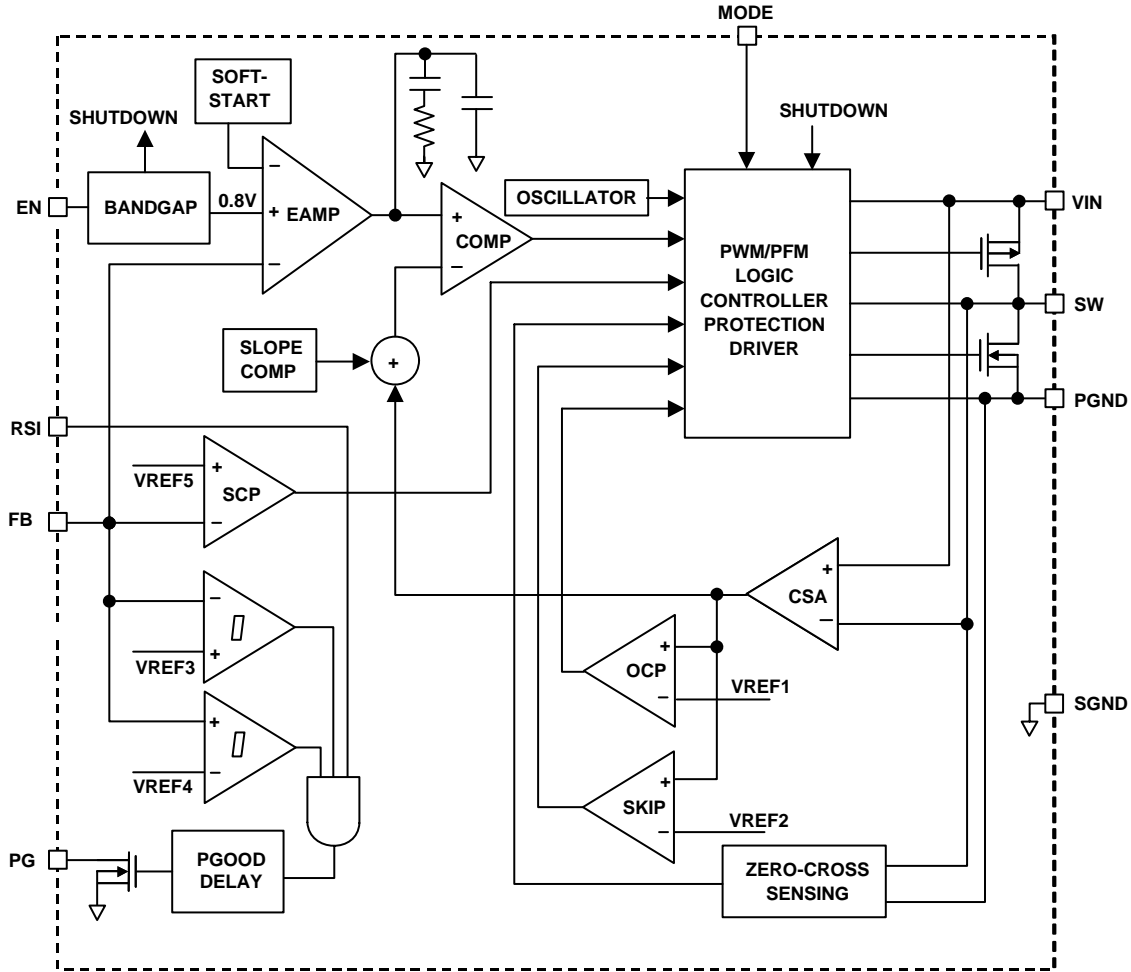 MODE
SOFT-
START
SHUTDOWN
SHUTDOWN
EN
BANDGAP
0.8V
−
+
−
EAMP
+
−
COMP
OSCILLATOR
PWM/PFM
LOGIC
CONTROLLER
PROTECTION
DRIVER
VIN
SW
PGND
SLOPE
COMP
+
RSI
VREF5
+
−
SCP
FB
−
+
VREF3
+
−
VREF4
CSA
+
−
OCP
+
−
VREF1
SGND
SKIP
+
−
VREF2
PG
PGOOD
DELAY
ZERO-CROSS
SENSING